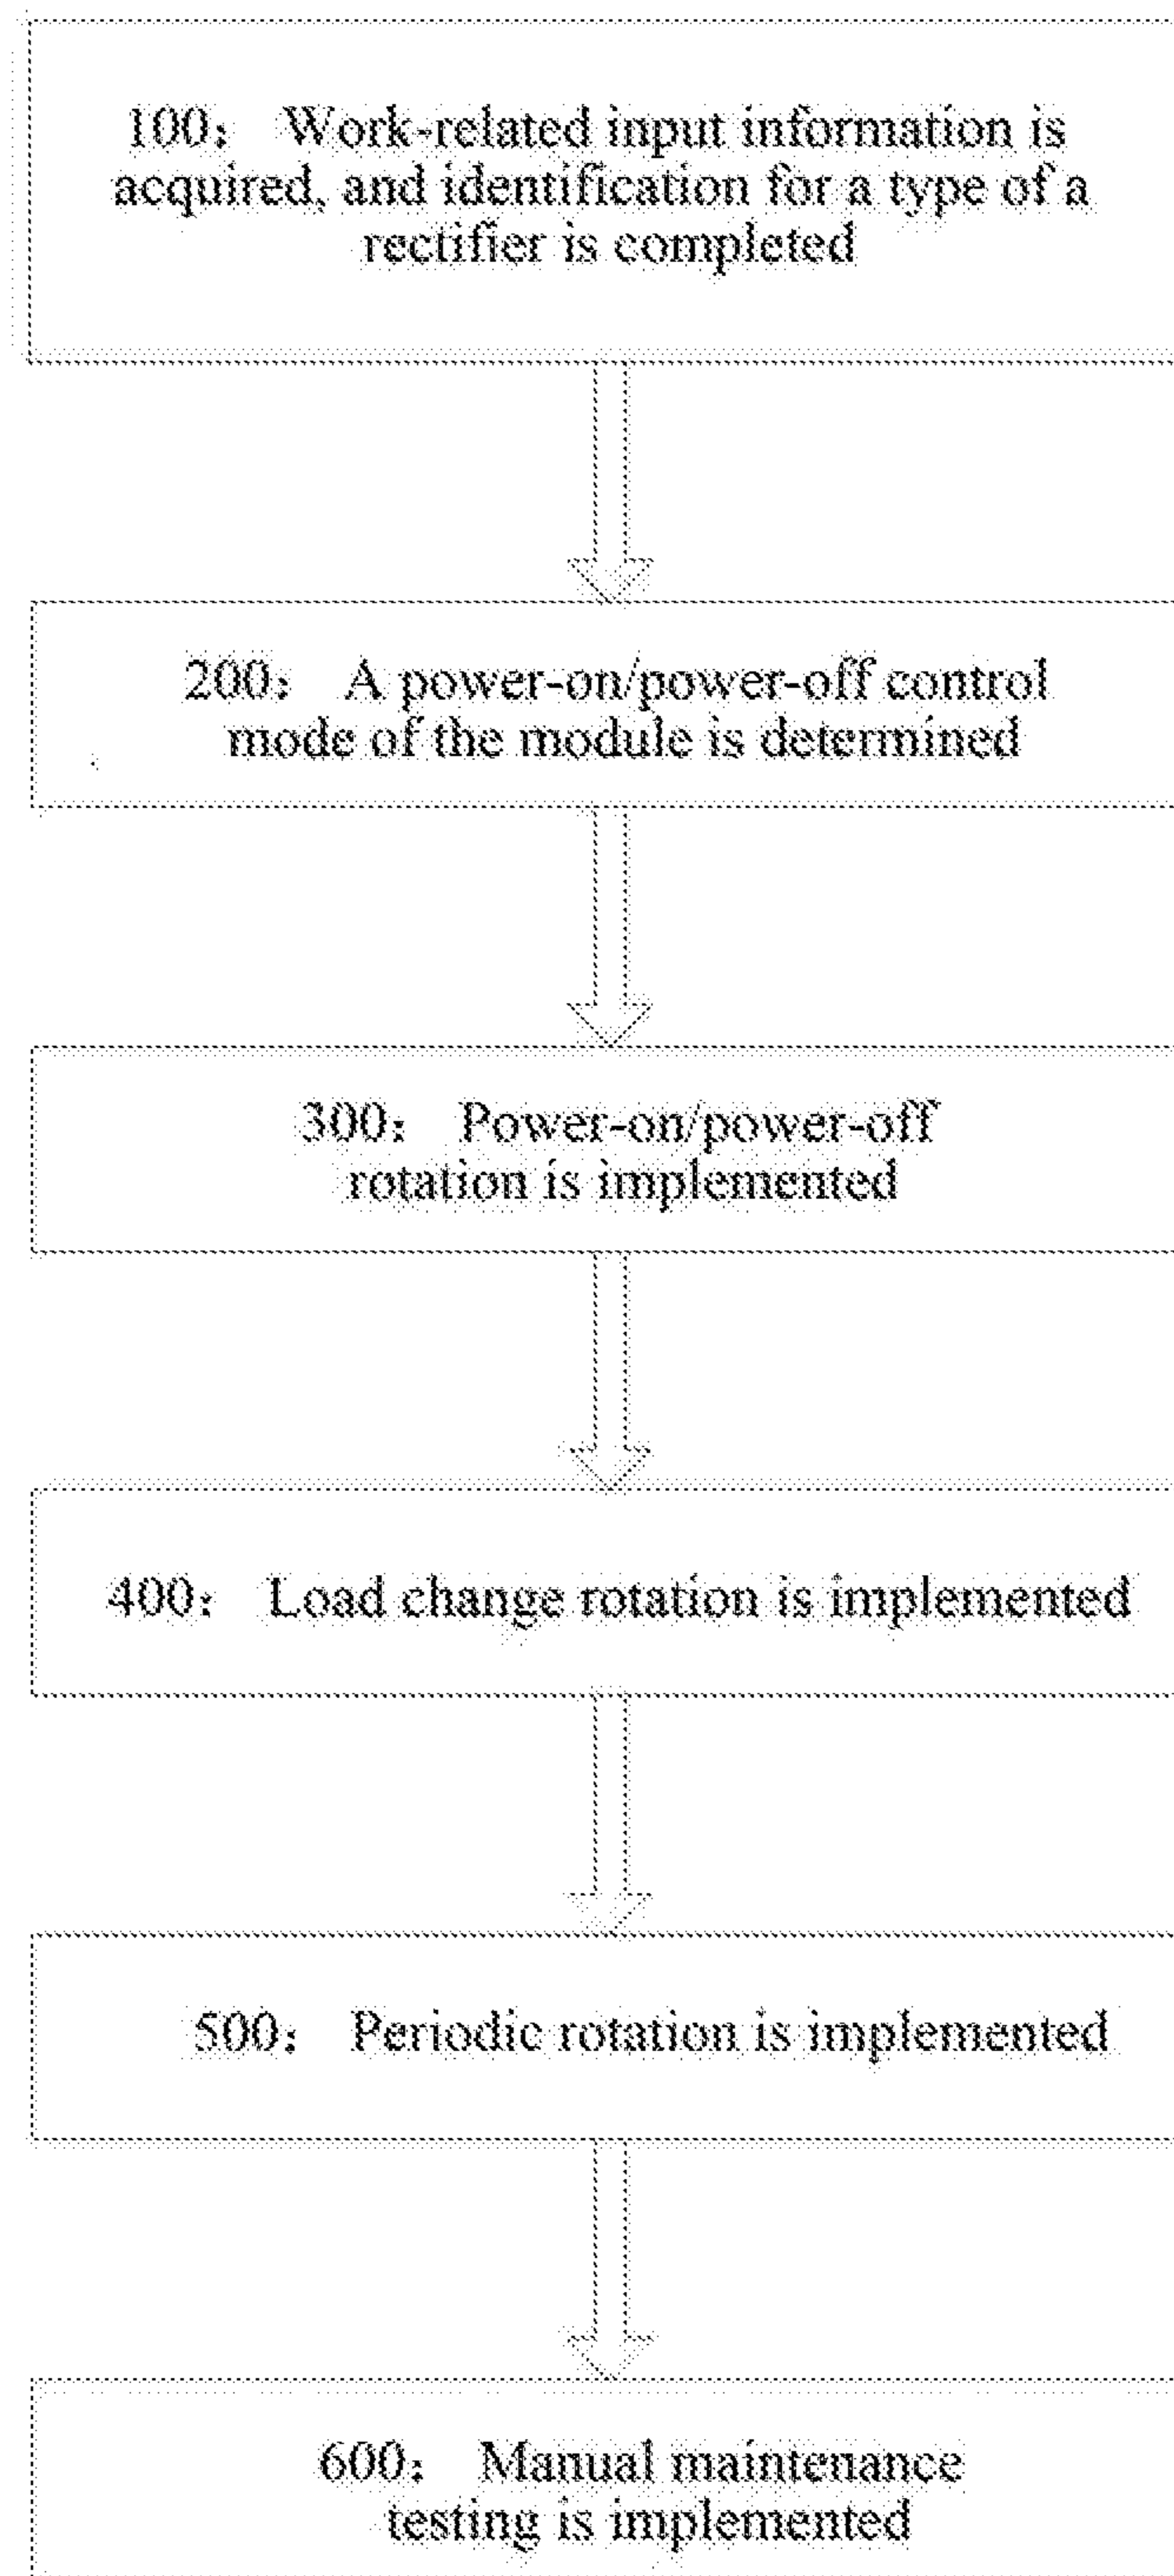 100： Work-related input information is
acquired, and identification for a type of a
rectifier is completed
200： A power-on/power-off control
mode of the module is determined
300： Power-on/power-off
rotation is implemented
400： Load change rotation is implemented
500： Periodic rotation is implemented
600： Manual maintenance
testing is implemented